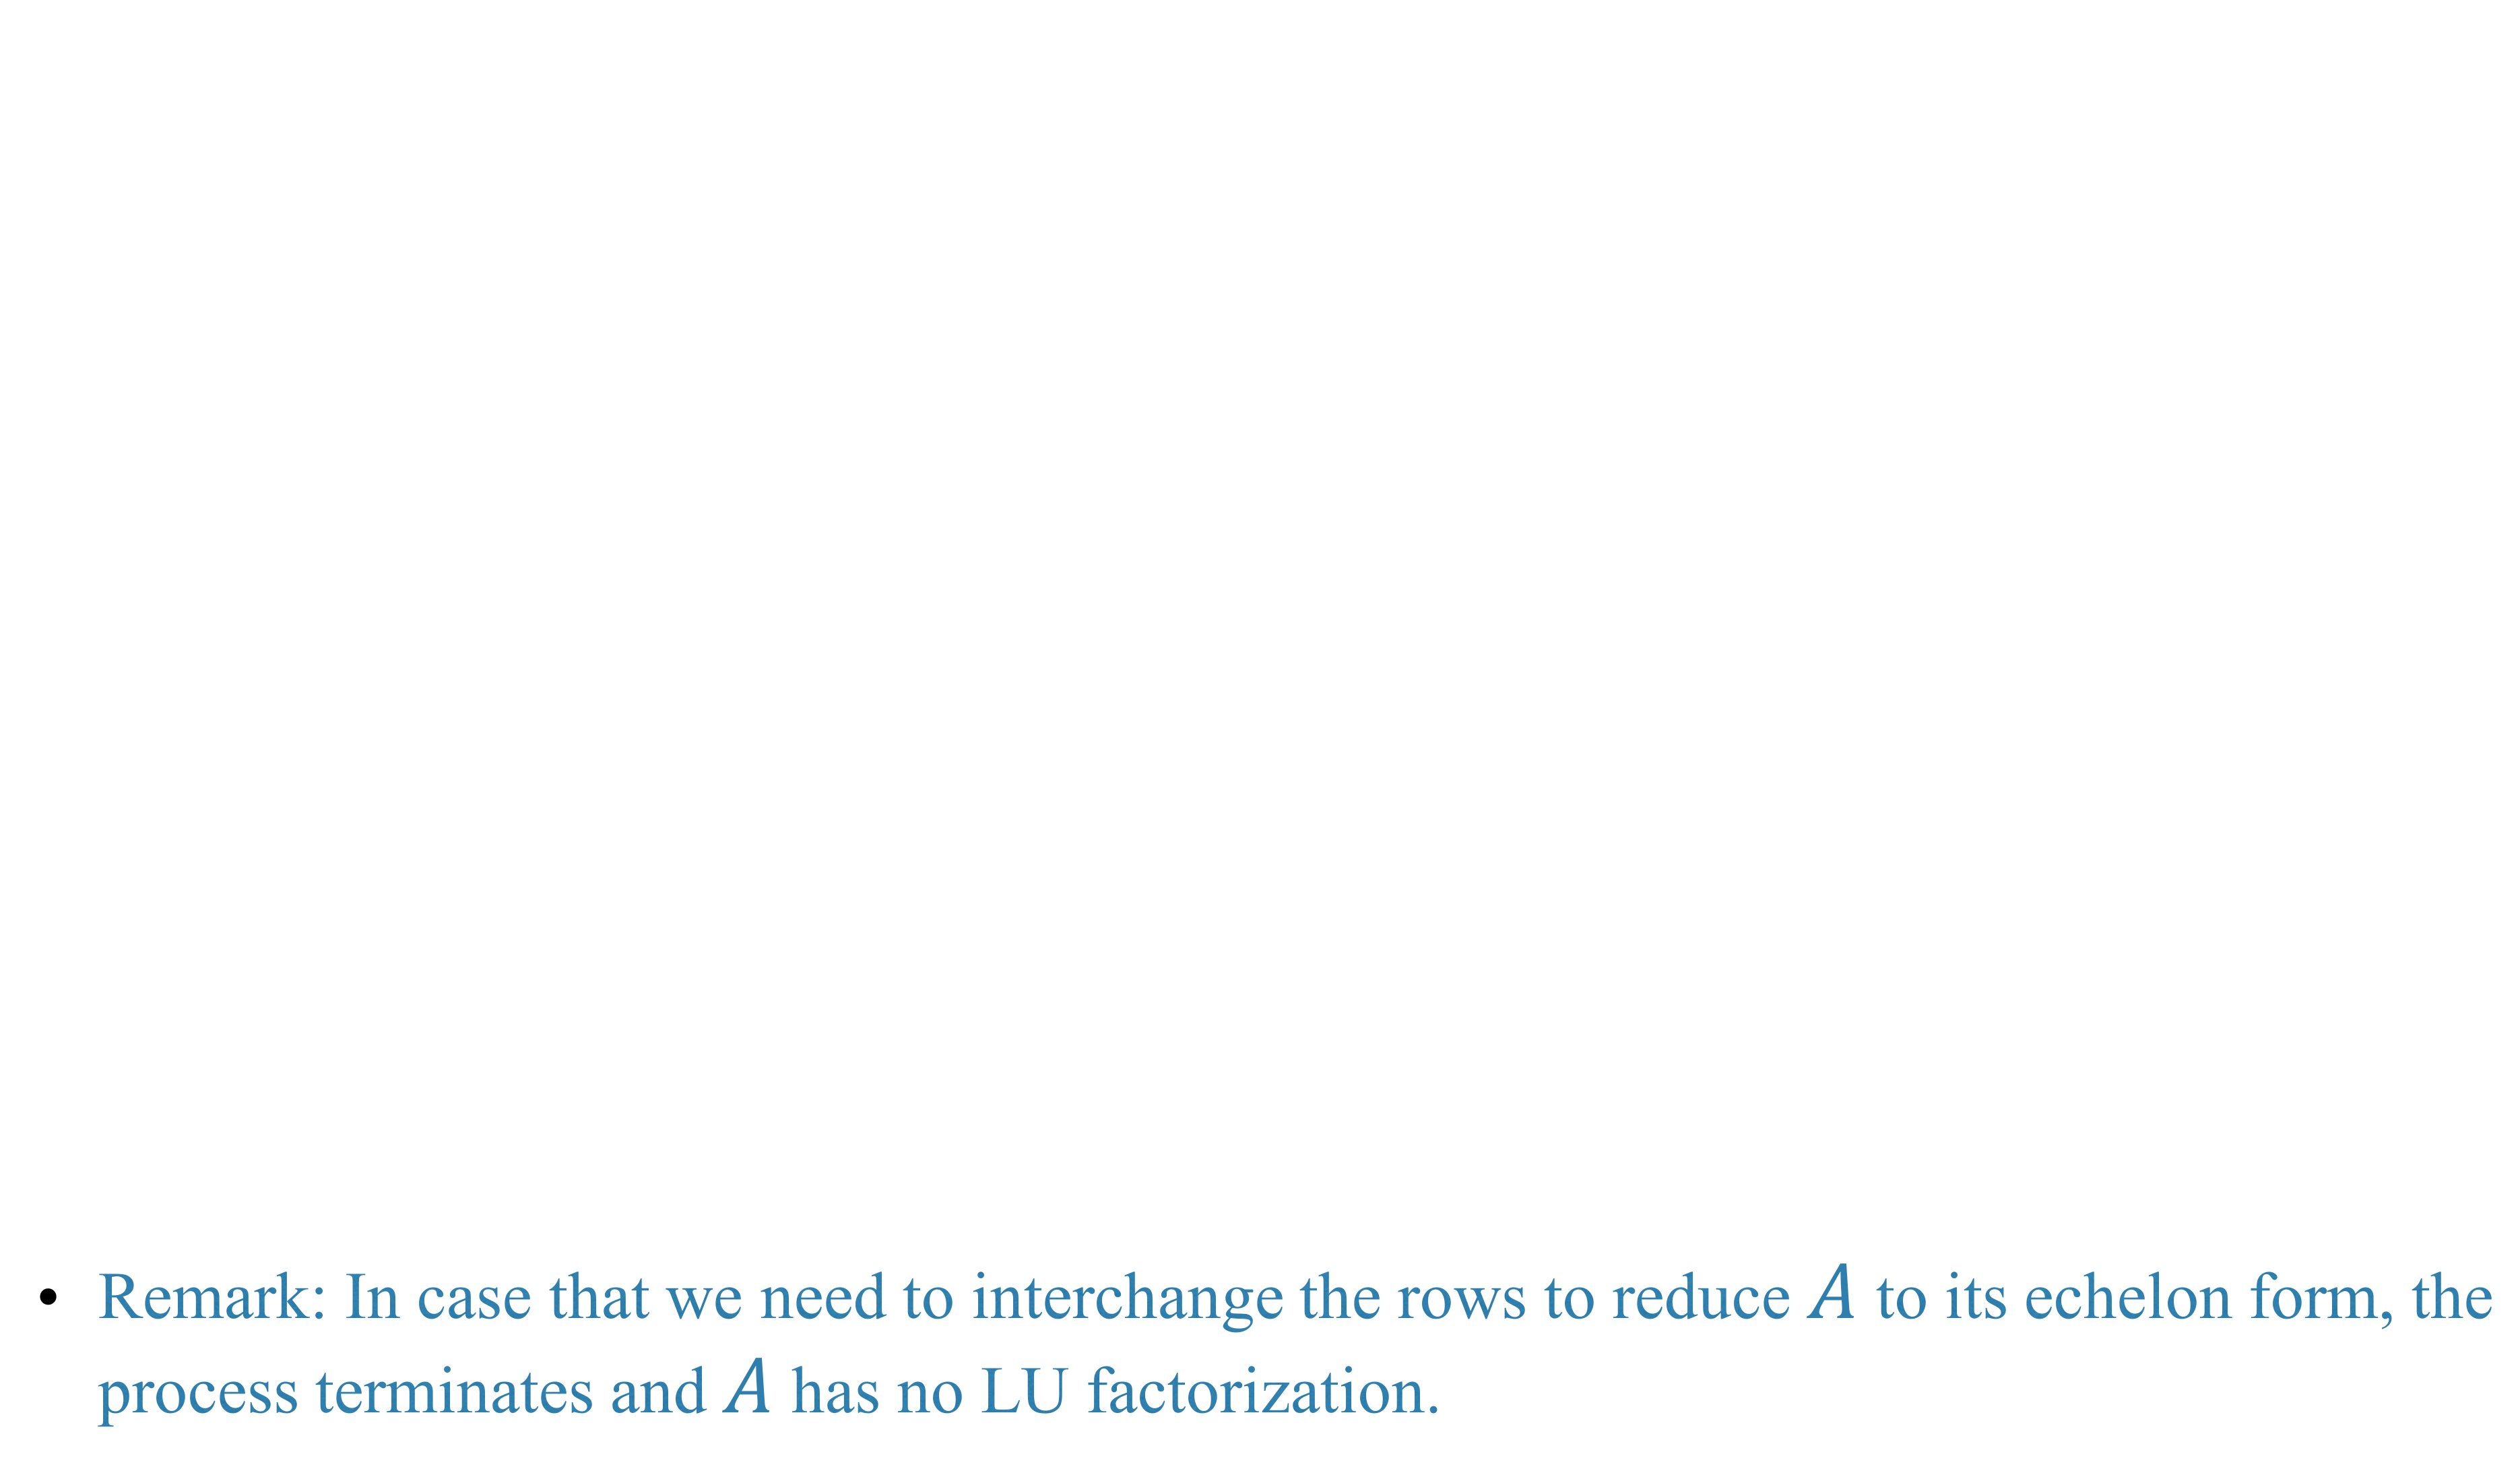 • Remark: In case that we need to interchange the rows to reduce A to its echelon form, the
process terminates and A has no LU factorization.